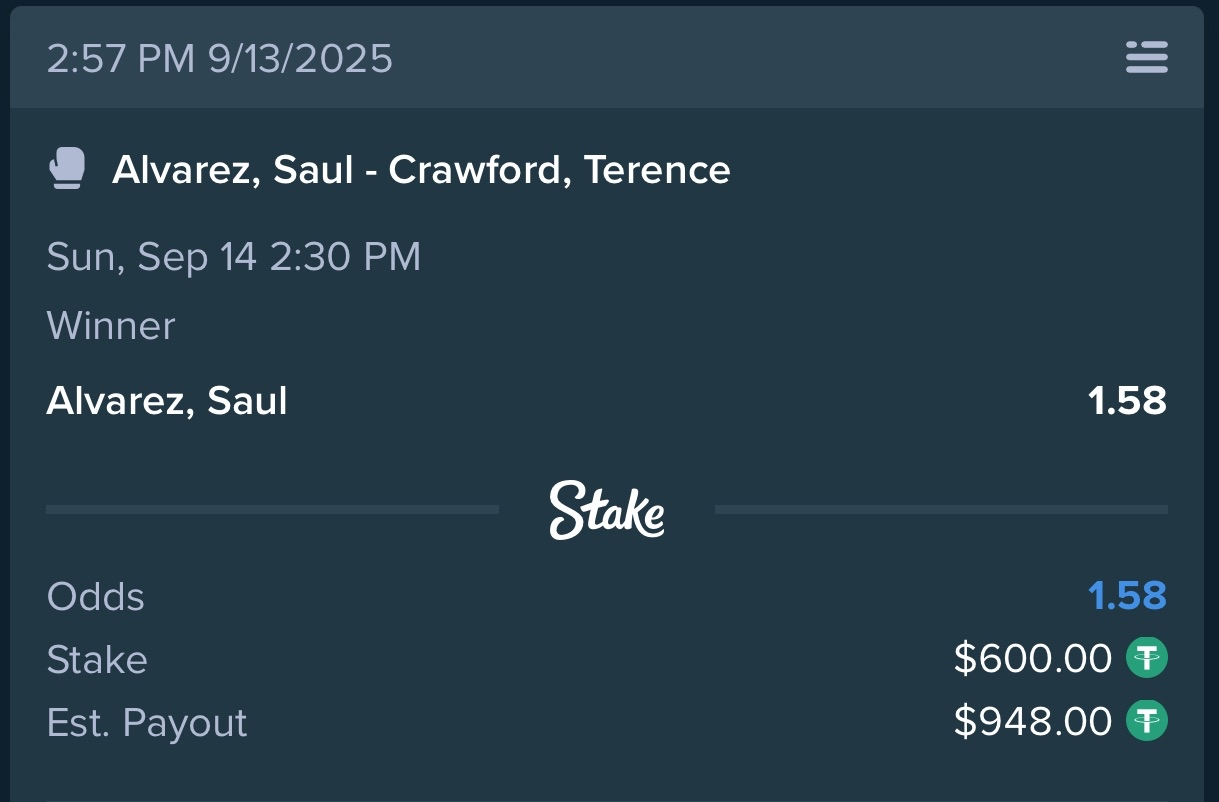 2:57 PM 9/13/2025
Alvarez, Saul - Crawford, Terence
Sun, Sep 14 2:30 PM
Winner
Alvarez, Saul 1.58
Stake
Odds 1.58
Stake $600.00
Est. Payout $948.00